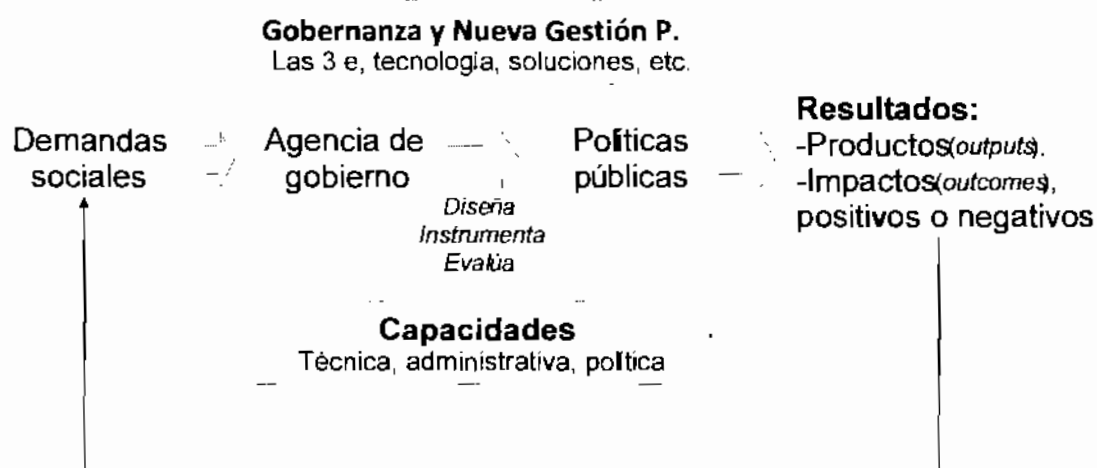 Gobernanza y Nueva Gestión P.
Las 3 e, tecnología, soluciones, etc.
Demandas
sociales
Agencia de
gobierno
Diseña
Instrumenta
Evalúa
Políticas
públicas
Resultados:
-Productos(outputs).
-Impactos(outcomes),
positivos o negativos
Capacidades
Técnica, administrativa, política